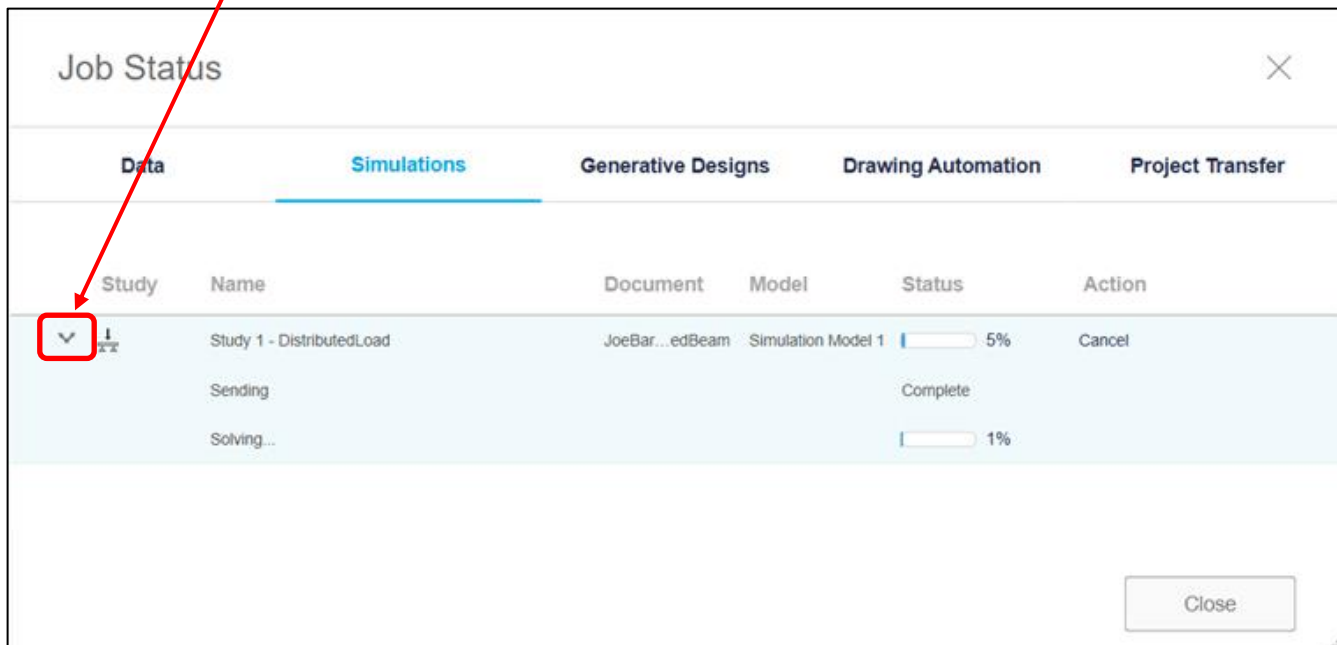 Job Status
Data Simulations Generative Designs Drawing Automation Project Transfer
Study Name Document Model Status Action
Study 1 - DistributedLoad JoeBar...edBeam Simulation Model 1 5% Cancel
Sending Complete
Solving... 1%
Close